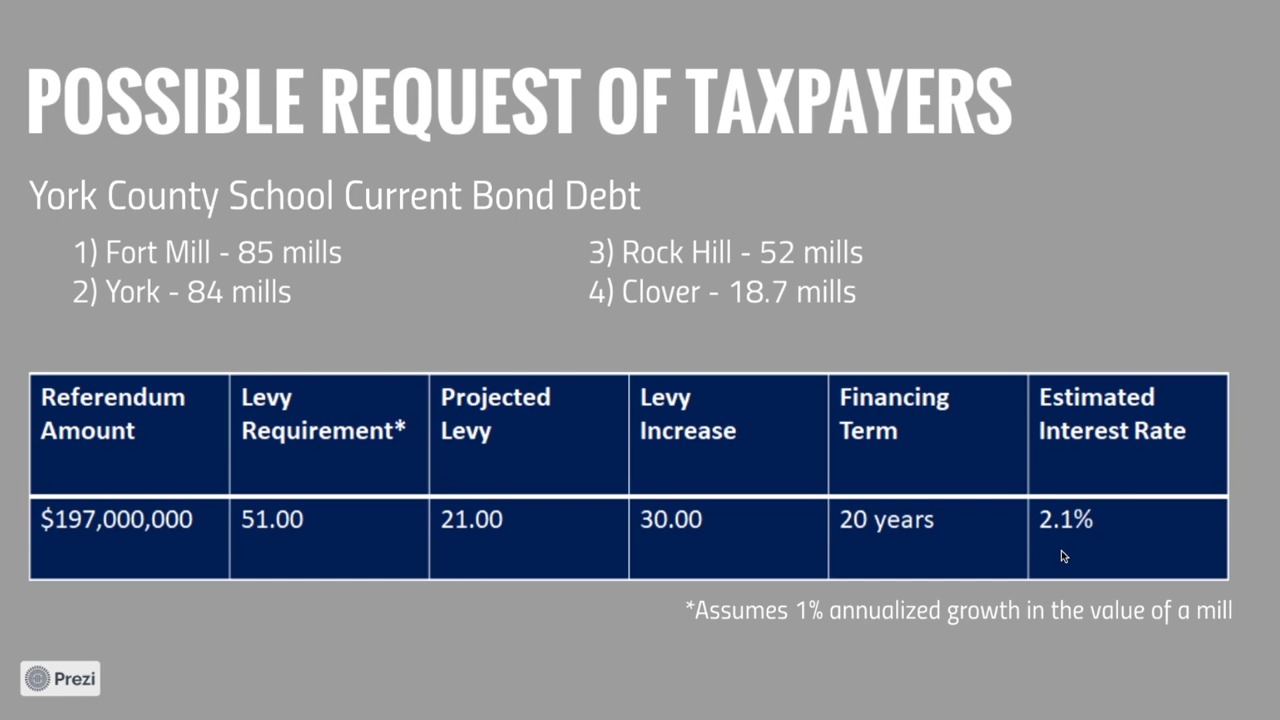 POSSIBLE REQUEST OF TAXPAYERS
York County School Current Bond Debt
1) Fort Mill - 85 mills
2) York - 84 mills
3) Rock Hill - 52 mills
4) Clover - 18.7 mills
Referendum Amount
Levy Requirement*
Projected Levy
Levy Increase
Financing Term
Estimated Interest Rate
$197,000,000
51.00
21.00
30.00
20 years
2.1%
*Assumes 1% annualized growth in the value of a mill
Prezi